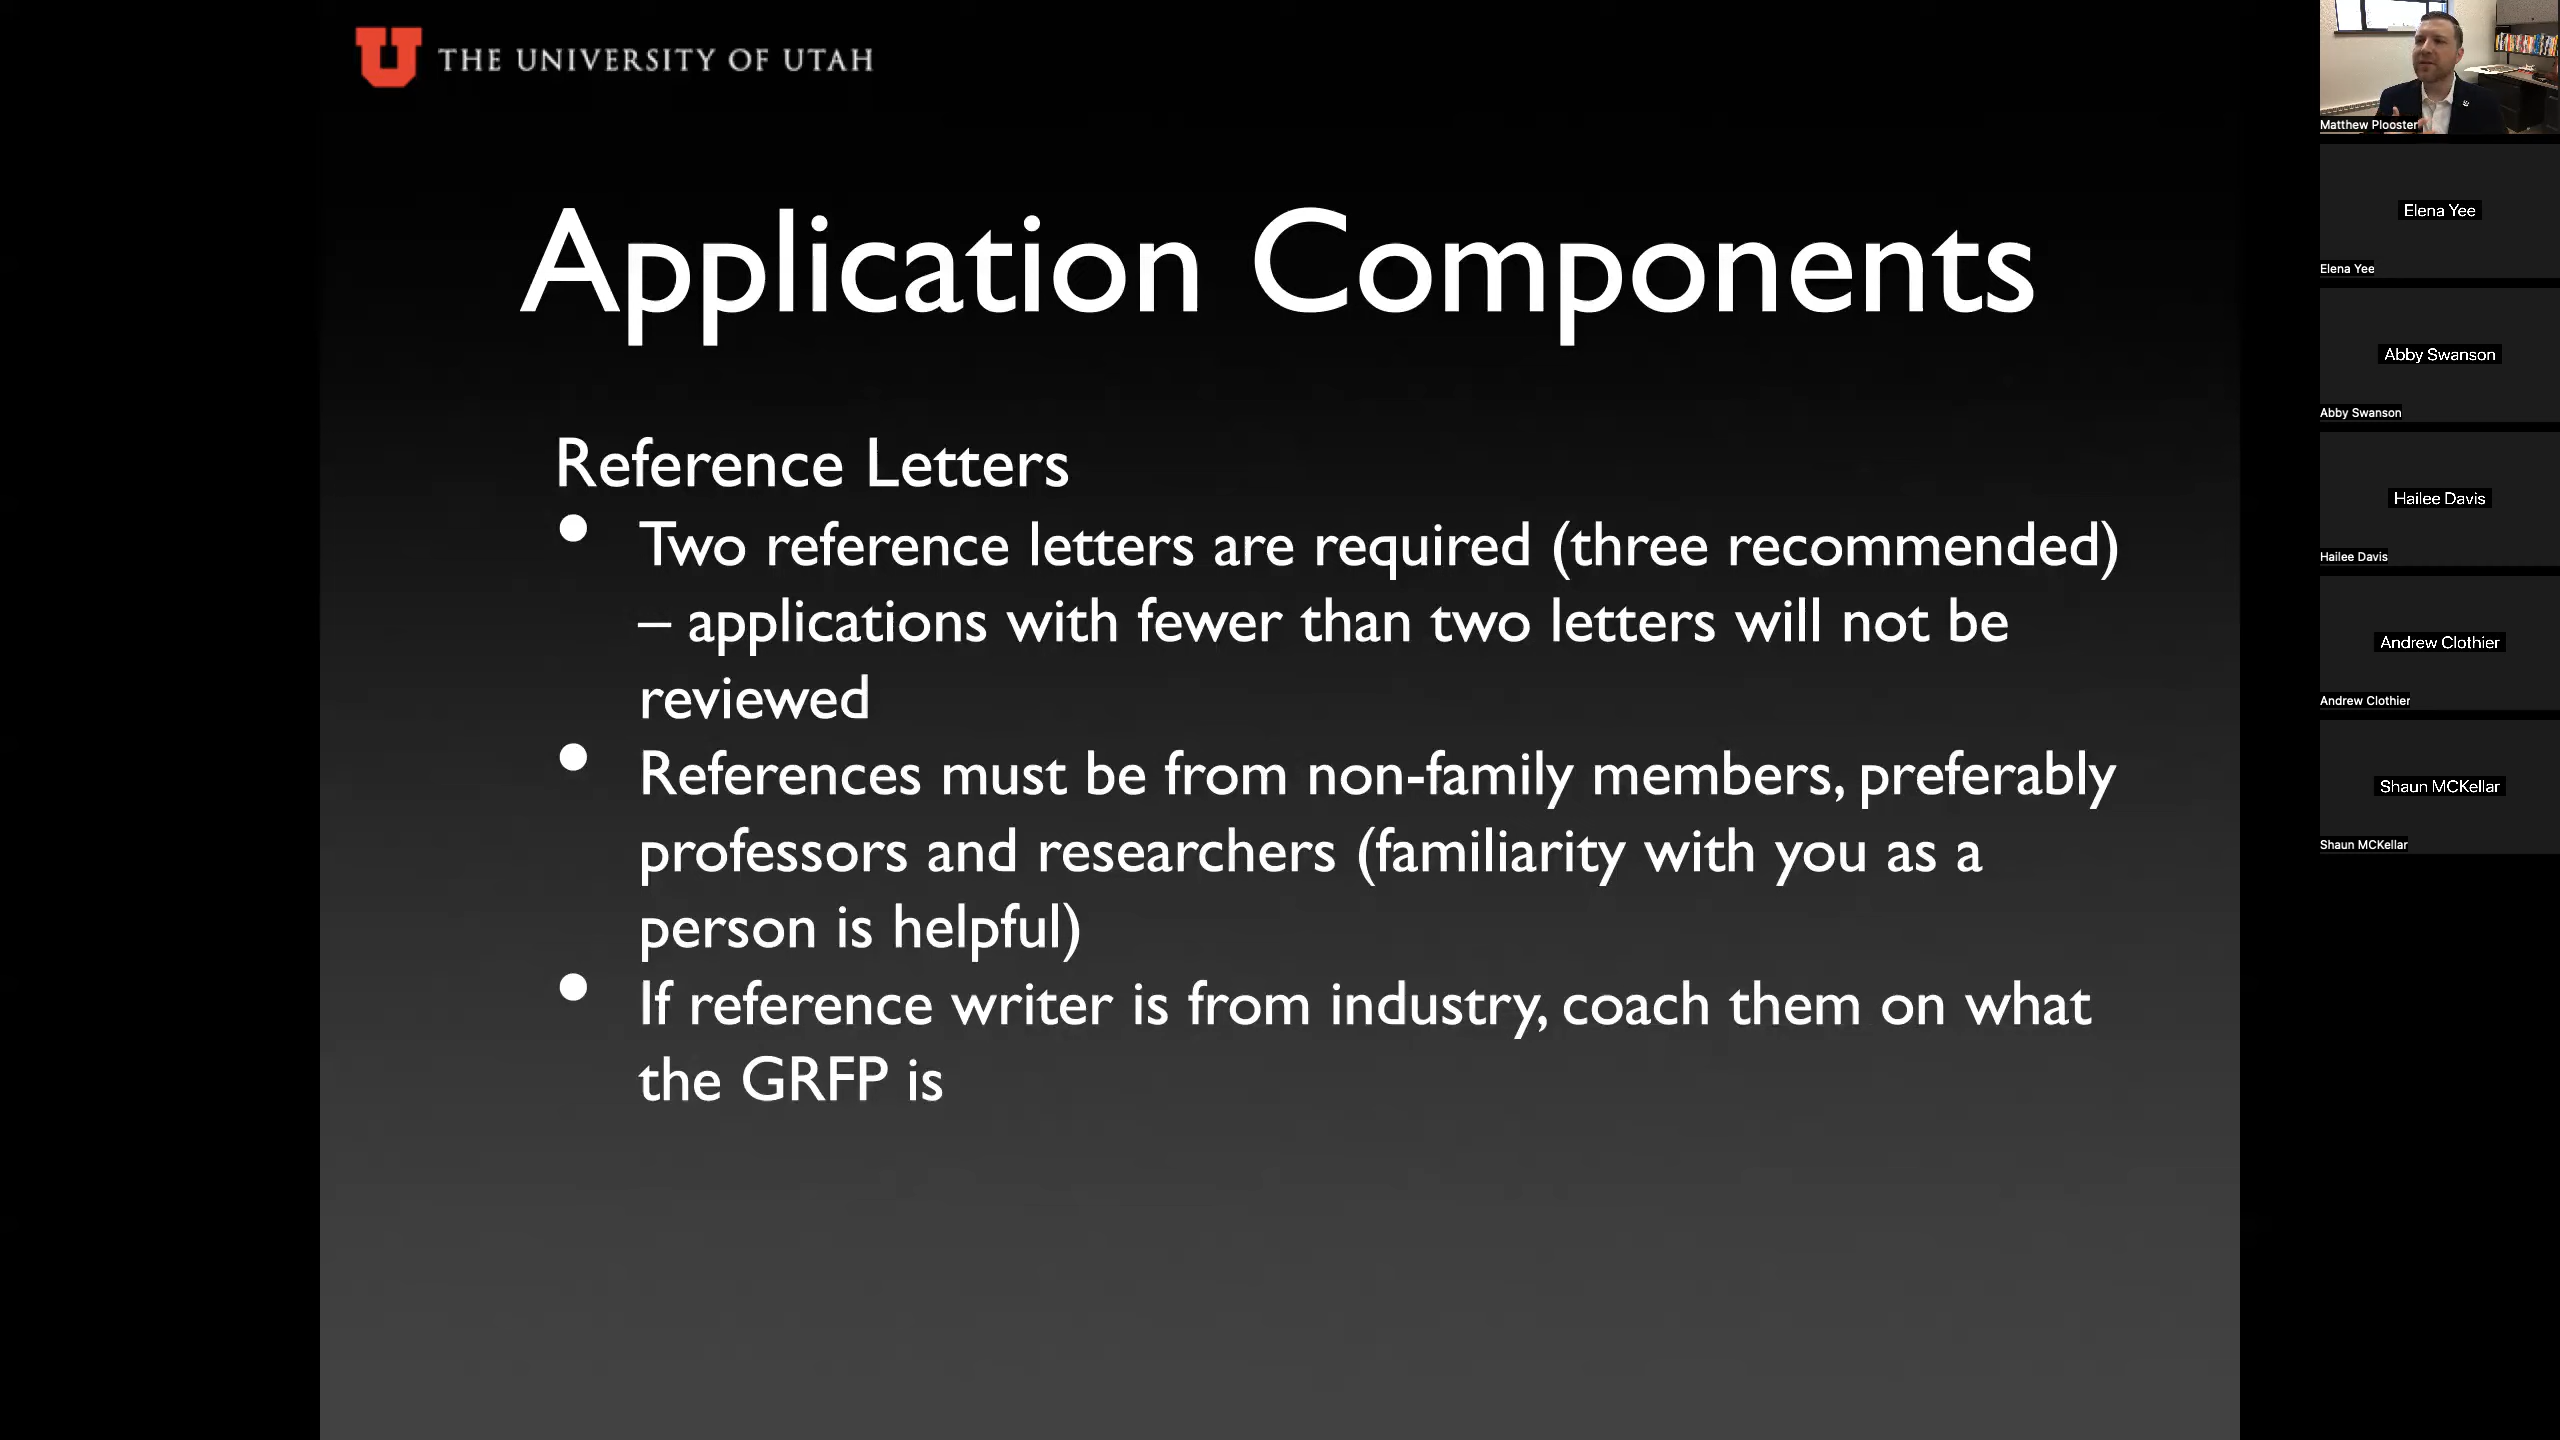 U THE UNIVERSITY OF UTAH
Application Components
Reference Letters
• Two reference letters are required (three recommended)
– applications with fewer than two letters will not be
reviewed
• References must be from non-family members, preferably
professors and researchers (familiarity with you as a
person is helpful)
• If reference writer is from industry, coach them on what
the GRFP is
Matthew Plooster
Elena Yee
Elena Yee
Abby Swanson
Abby Swanson
Hailee Davis
Hailee Davis
Andrew Clothier
Andrew Clothier
Shaun MCKellar
Shaun MCKellar